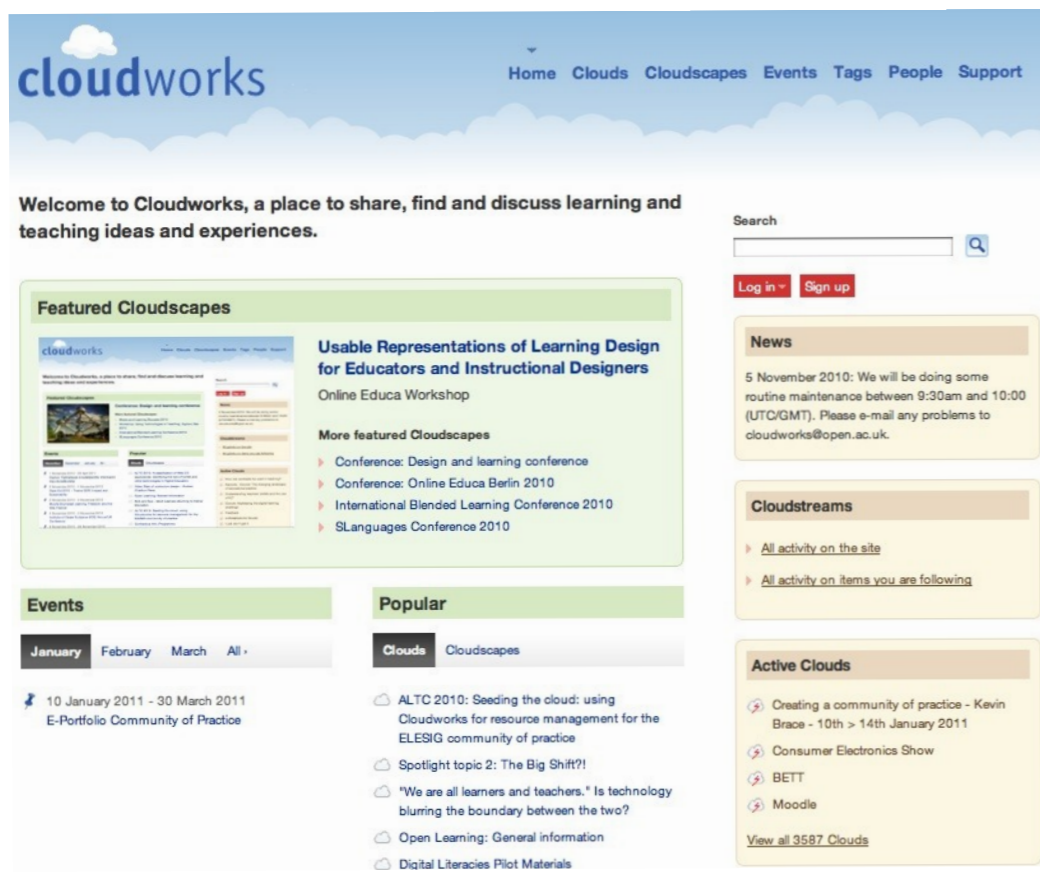 cloudworks
Home Clouds Cloudscapes Events Tags People Support
Welcome to Cloudworks, a place to share, find and discuss learning and
teaching ideas and experiences.
Featured Cloudscapes
cloudworks
Usable Representations of Learning Design
for Educators and Instructional Designers
Online Educa Workshop
More featured Cloudscapes
Conference: Design and learning conference
Conference: Online Educa Berlin 2010
International Blended Learning Conference 2010
SLanguages Conference 2010
Events
January February March All ›
10 January 2011 - 30 March 2011
E-Portfolio Community of Practice
Popular
Clouds Cloudscapes
ALTC 2010: Seeding the cloud: using
Cloudworks for resource management for the
ELESIG community of practice
Spotlight topic 2: The Big Shift?!
"We are all learners and teachers." Is technology
blurring the boundary between the two?
Open Learning: General information
Digital Literacies Pilot Materials
Search
Log in Sign up
News
5 November 2010: We will be doing some
routine maintenance between 9:30am and 10:00
(UTC/GMT). Please e-mail any problems to
cloudworks@open.ac.uk.
Cloudstreams
All activity on the site
All activity on items you are following
Active Clouds
Creating a community of practice - Kevin
Brace - 10th > 14th January 2011
Consumer Electronics Show
BETT
Moodle
View all 3587 Clouds